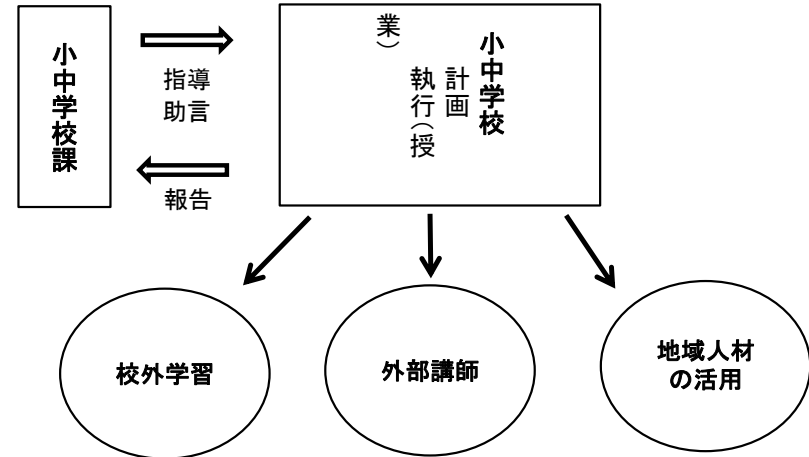 小中学校課
指導
助言
報告
小中学校
計画
執行(授
業)
校外学習
外部講師
地域人材
の活用